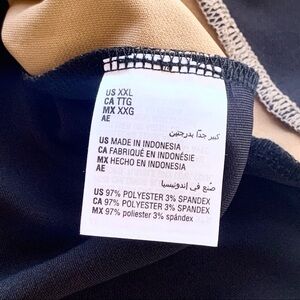 US XXL
CA TTG
MX XXG
AE
كبير جدًا بدرجتين
US MADE IN INDONESIA
CA FABRIQUÉ EN INDONÉSIE
MX HECHO EN INDONESIA
AE
صُنع في إندونيسيا
US 97% POLYESTER 3% SPANDEX
CA 97% POLYESTER 3% SPANDEX
MX 97% poliester 3% spándex